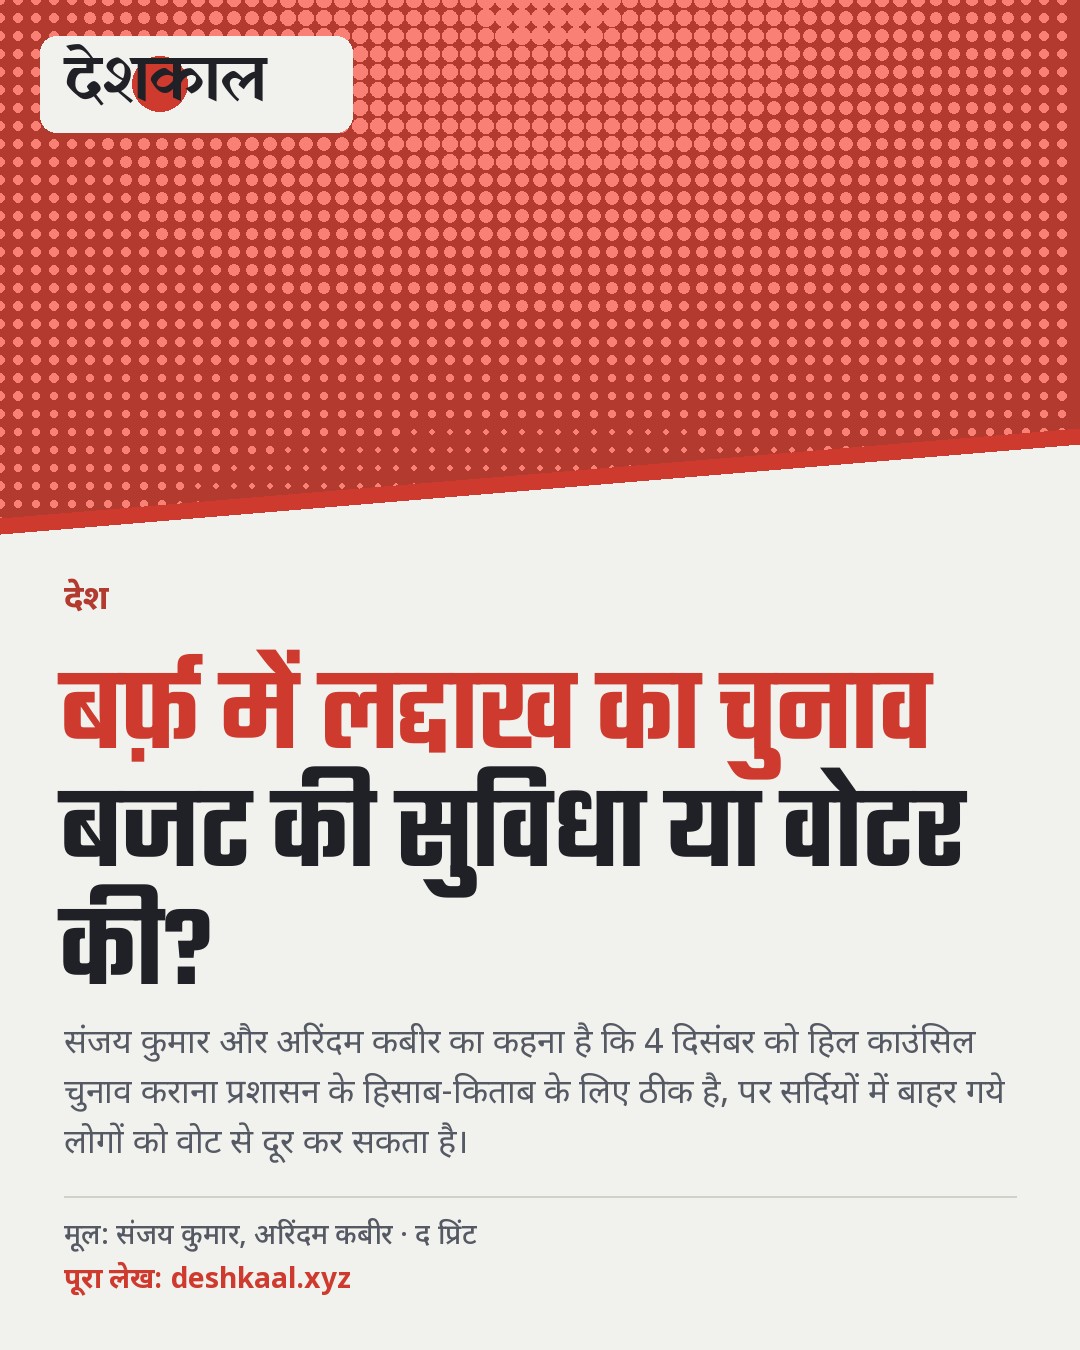 देशकाल
देश
बर्फ़ में लद्दाख का चुनाव
बजट की सुविधा या वोटर
की?
संजय कुमार और अरिंदम कबीर का कहना है कि 4 दिसंबर को हिल काउंसिल
चुनाव कराना प्रशासन के हिसाब-किताब के लिए ठीक है, पर सर्दियों में बाहर गये
लोगों को वोट से दूर कर सकता है।
मूल: संजय कुमार, अरिंदम कबीर · द प्रिंट
पूरा लेख: deshkaal.xyz